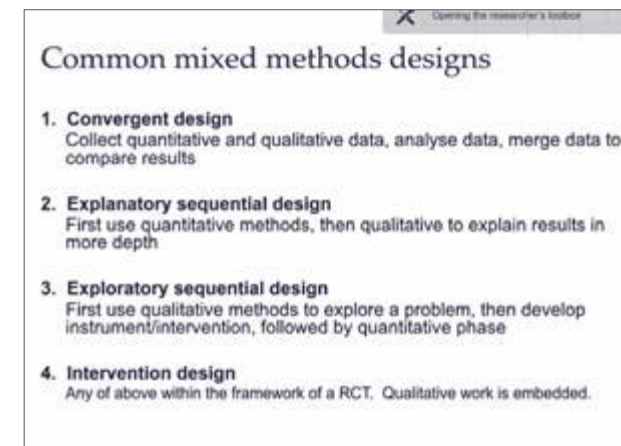 Opening the researcher's toolbox
Common mixed methods designs
1. Convergent design
Collect quantitative and qualitative data, analyse data, merge data to
compare results
2. Explanatory sequential design
First use quantitative methods, then qualitative to explain results in
more depth
3. Exploratory sequential design
First use qualitative methods to explore a problem, then develop
instrument/intervention, followed by quantitative phase
4. Intervention design
Any of above within the framework of a RCT. Qualitative work is embedded.